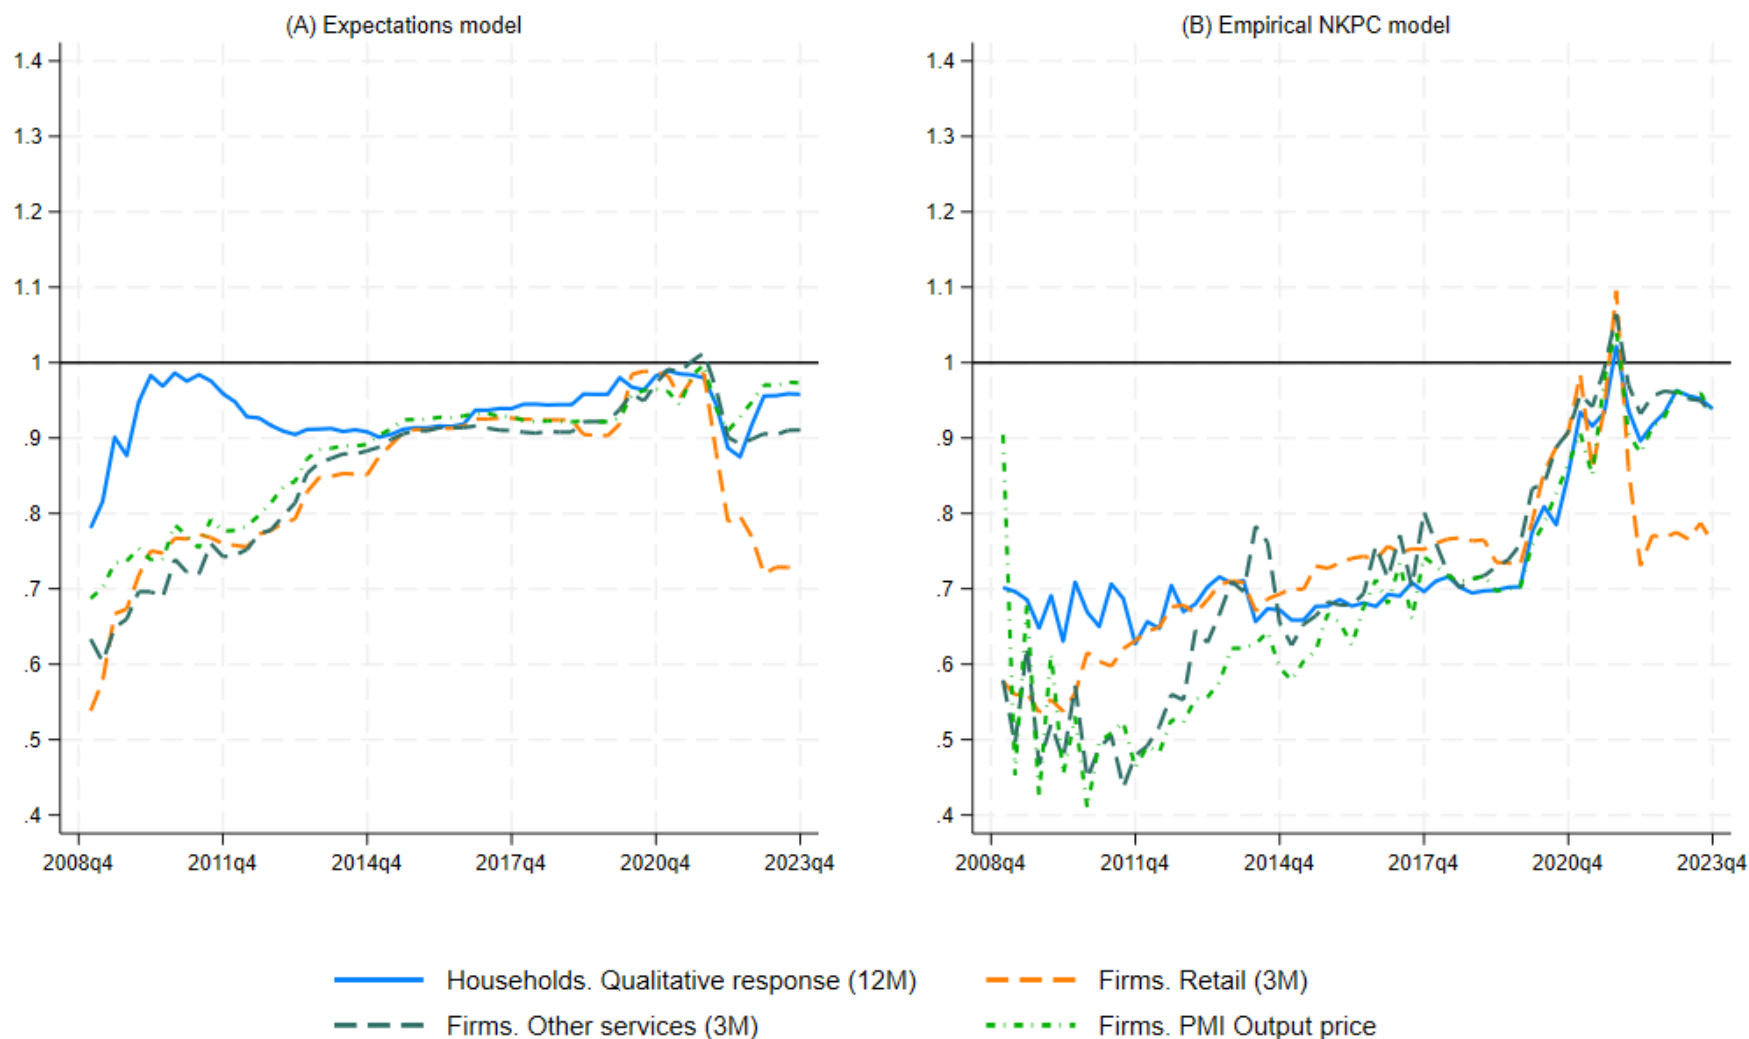 (A) Expectations model
(B) Empirical NKPC model
1.4
1.3
1.2
1.1
1
.9
.8
.7
.6
.5
.4
2008q4 2011q4 2014q4 2017q4 2020q4 2023q4
1.4
1.3
1.2
1.1
1
.9
.8
.7
.6
.5
.4
2008q4 2011q4 2014q4 2017q4 2020q4 2023q4
Households. Qualitative response (12M)
Firms. Retail (3M)
Firms. Other services (3M)
Firms. PMI Output price